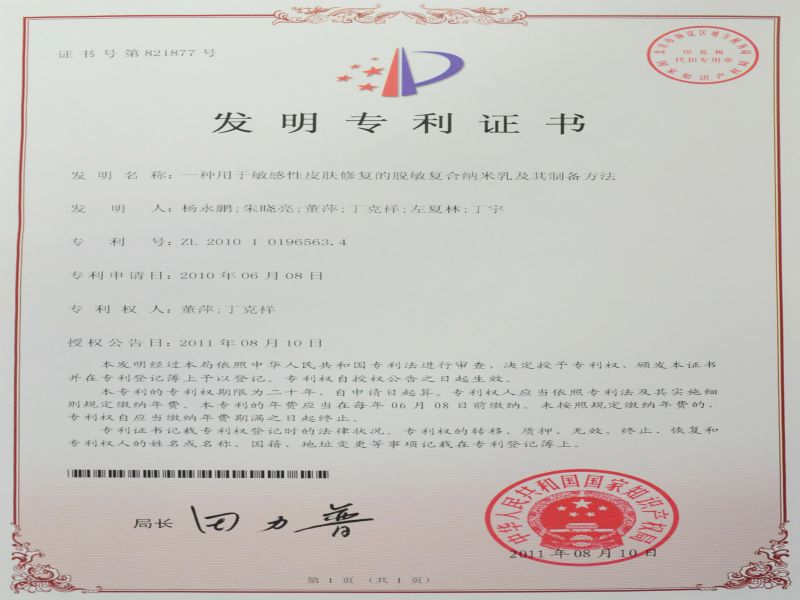 证书号第821877号
印花税
代扣专用章
国家知识产权局
发明专利证书
发明名称：一种用于敏感性皮肤修复的脱敏复合纳米乳及其制备方法
发明人：杨永鹏;朱晓亮;董萍;丁克祥;左夏林;丁宇
专利号：ZL 2010 1 0196563.4
专利申请日：2010年06月08日
专利权人：董萍;丁克祥
授权公告日：2011年08月10日
本发明经过本局依照中华人民共和国专利法进行审查，决定授予专利权，颁发本证书
并在专利登记簿上予以登记。专利权自授权公告之日起生效。
本专利的专利权期限为二十年，自申请日起算。专利权人应当依照专利法及其实施细
则规定缴纳年费。本专利的年费应当在每年06月08日前缴纳。未按照规定缴纳年费的，
专利权自应当缴纳年费期满之日起终止。
专利证书记载专利权登记时的法律状况。专利权的转移、质押、无效、终止、恢复和
专利权人的姓名或名称、国籍、地址变更等事项记载在专利登记簿上。
局长 田力普
中华人民共和国国家知识产权局
2011年08月10日
第1页（共1页）